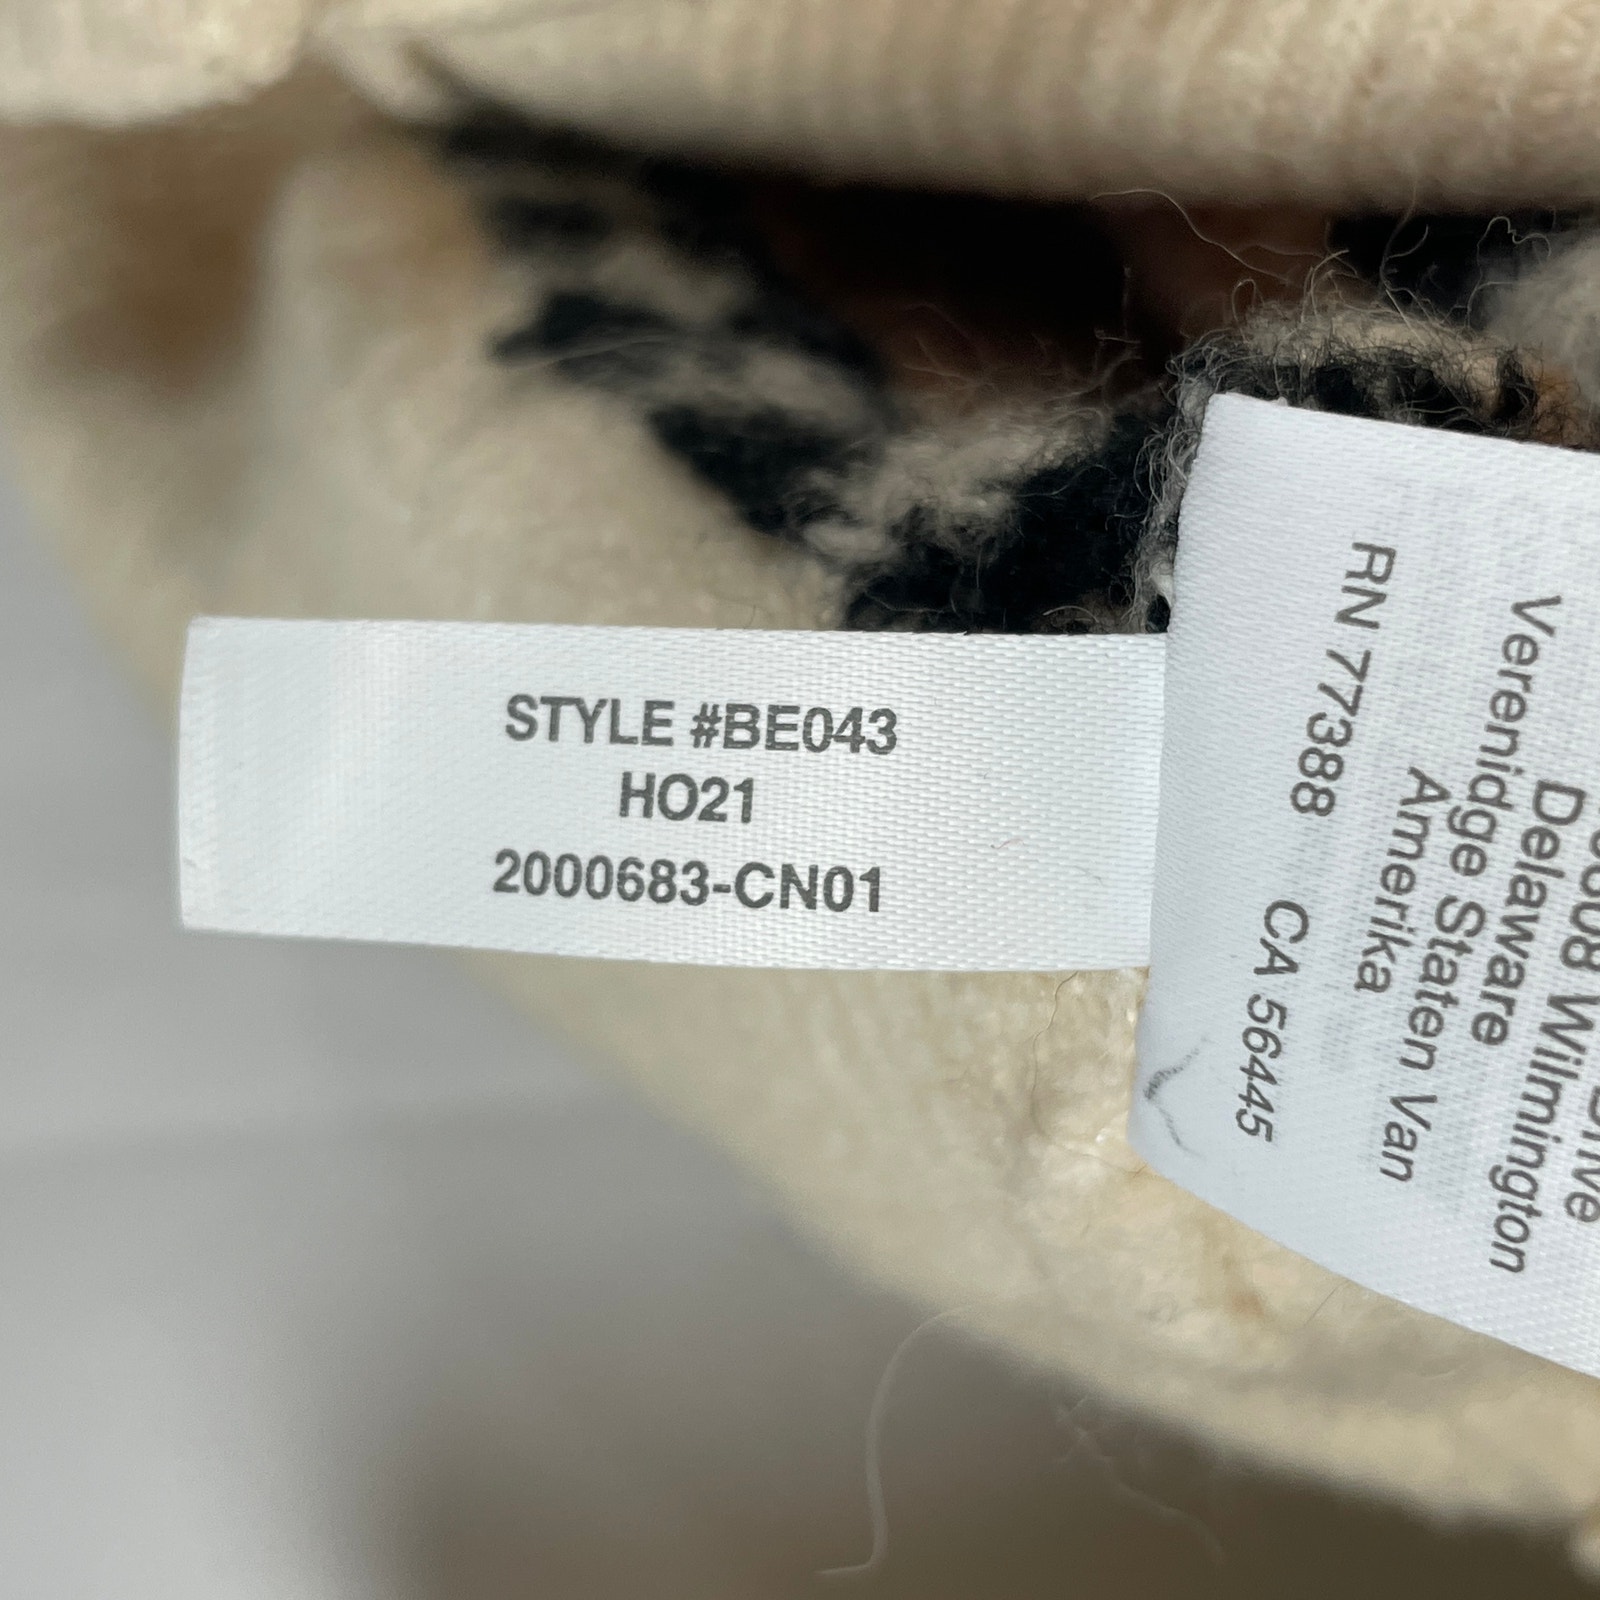 STYLE #BE043
HO21
2000683-CN01
Wilmington
Delaware
Verenidge Staten Van
Amerika
RN 77388 CA 56445